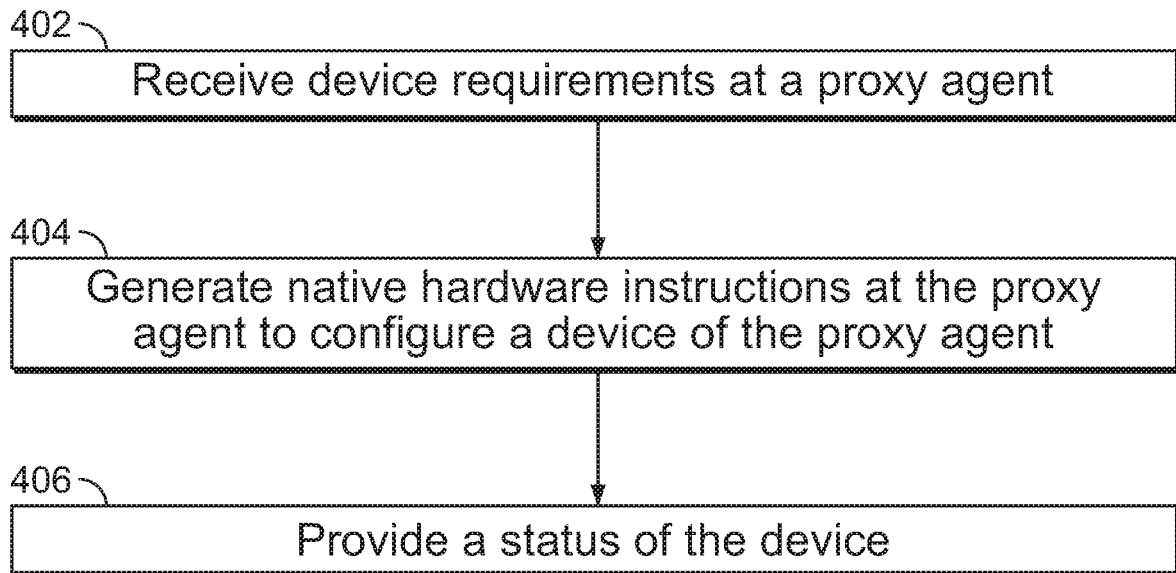 402
Receive device requirements at a proxy agent
404
Generate native hardware instructions at the proxy
agent to configure a device of the proxy agent
406
Provide a status of the device